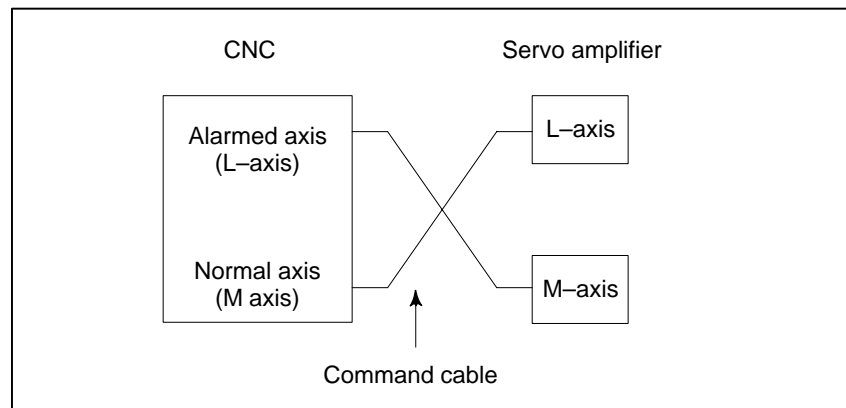 CNC
Servo amplifier
Alarmed axis
(L–axis)
L–axis
Normal axis
(M axis)
M–axis
Command cable